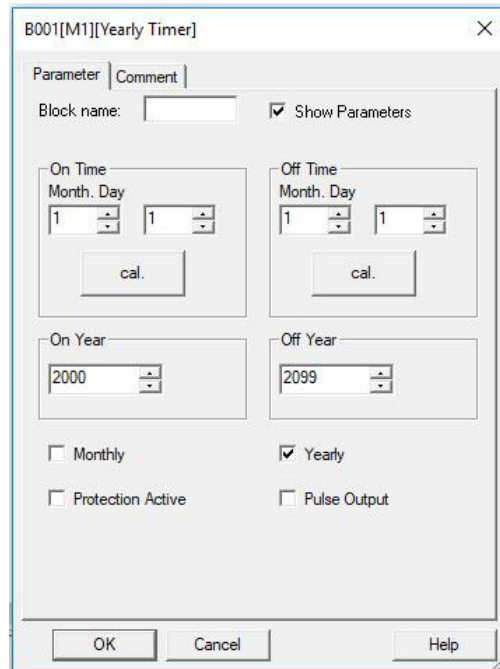 B001[M1][Yearly Timer]
Parameter Comment
Block name: Show Parameters
On Time Off Time
Month. Day Month. Day
1 1 1 1
cal. cal.
On Year Off Year
2000 2099
Monthly Yearly
Protection Active Pulse Output
OK Cancel Help